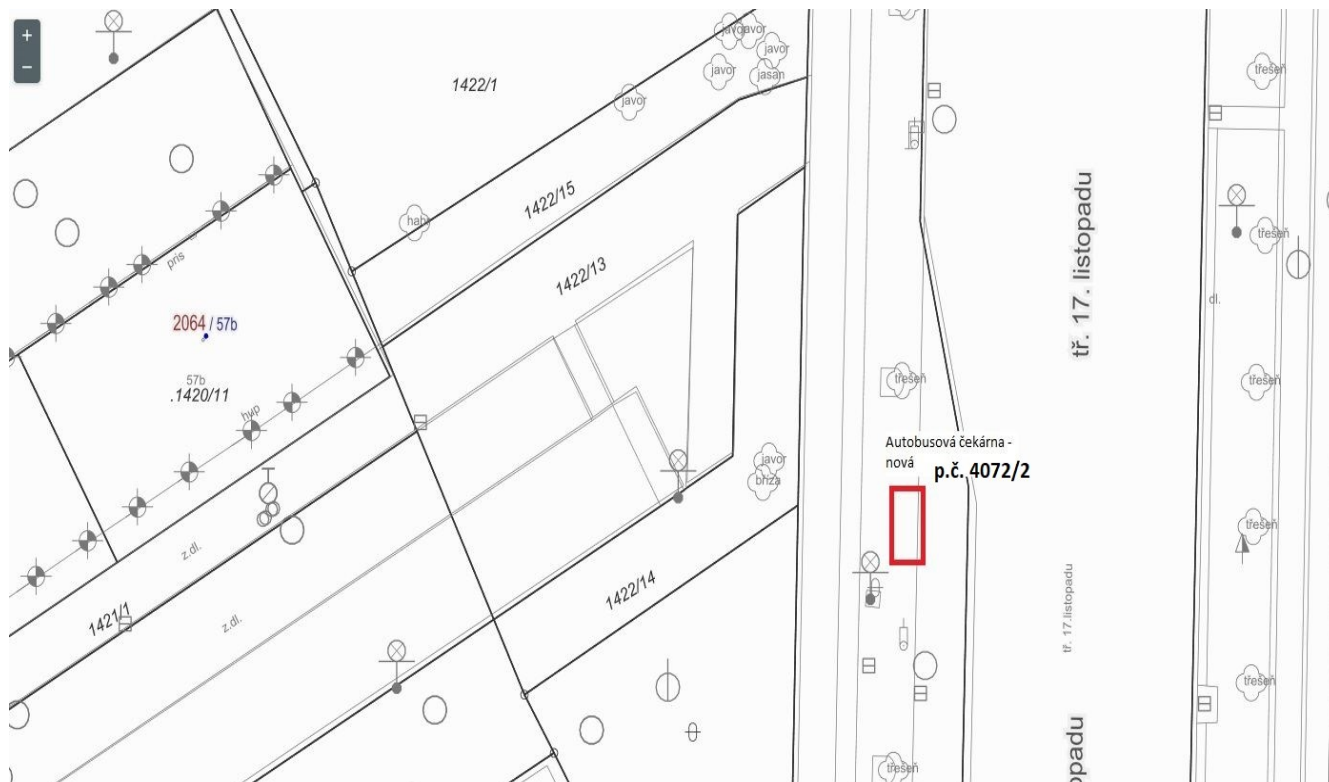 +
−
1422/1
javor
javor
javor
javor
jasan
javor
třešeň
1422/15
habr
1422/13
pris
2064 / 57b
57b
.1420/11
hup
tř. 17. listopadu
třešeň
dl.
třešeň
třešeň
Autobusová čekárna -
nová
p.č. 4072/2
javor
bříza
třešeň
z.dl.
1421/1
z.dl.
1422/14
tř. 17.listopadu
třešeň
třešeň
opadu